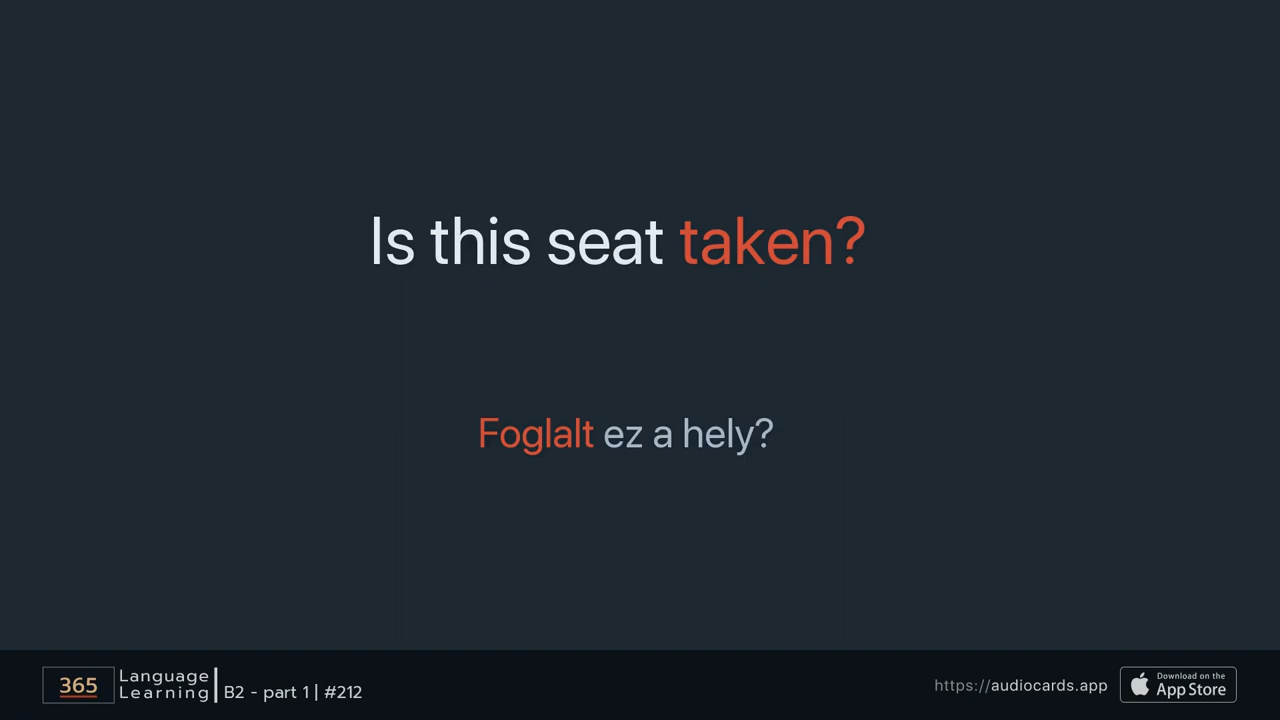 Is this seat taken?
Foglalt ez a hely?
365
Language
Learning
B2 - part 1 | #212
https://audiocards.app
Download on the
App Store